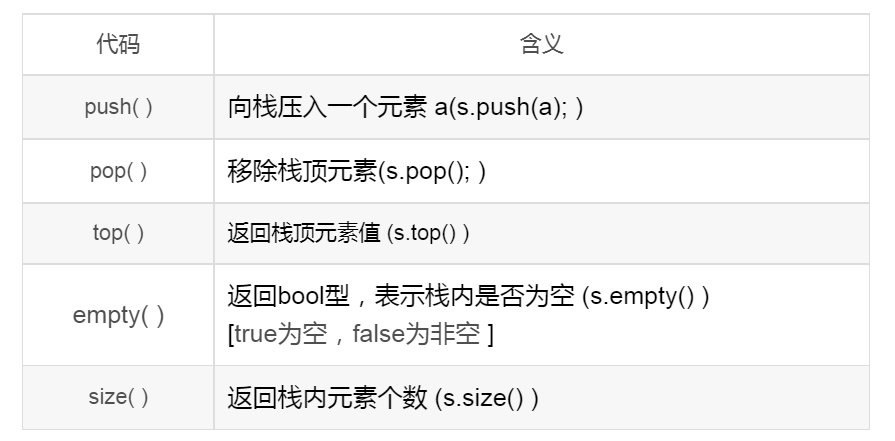 代码 含义
push( ) 向栈压入一个元素 a(s.push(a); )
pop( ) 移除栈顶元素(s.pop(); )
top( ) 返回栈顶元素值 (s.top() )
empty( ) 返回bool型，表示栈内是否为空 (s.empty() )
[true为空，false为非空 ]
size( ) 返回栈内元素个数 (s.size() )